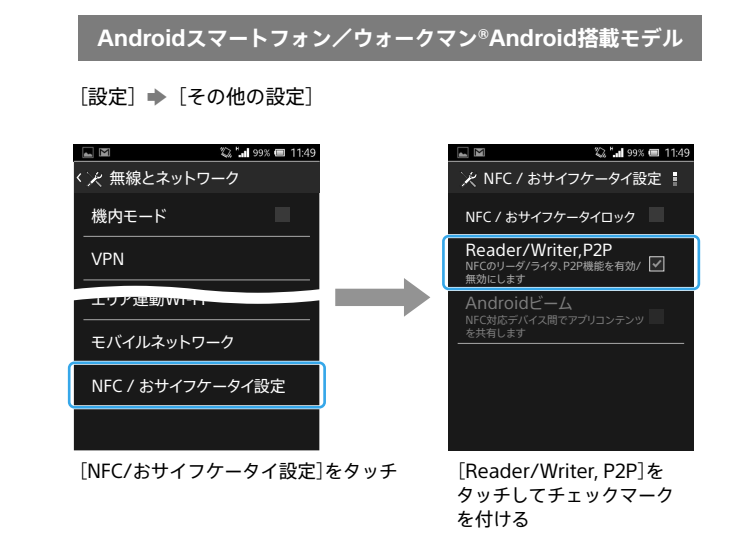 Androidスマートフォン／ウォークマン®Android搭載モデル
［設定］ ［その他の設定］
99% 11:49
無線とネットワーク
機内モード
VPN
エリア連動Wi-Fi
モバイルネットワーク
NFC / おサイフケータイ設定
［NFC/おサイフケータイ設定］をタッチ
99% 11:49
NFC / おサイフケータイ設定
NFC / おサイフケータイロック
Reader/Writer,P2P
NFCのリーダ/ライタ、P2P機能を有効/
無効にします
Androidビーム
NFC対応デバイス間でアプリコンテンツ
を共有します
［Reader/Writer, P2P］を
タッチしてチェックマーク
を付ける